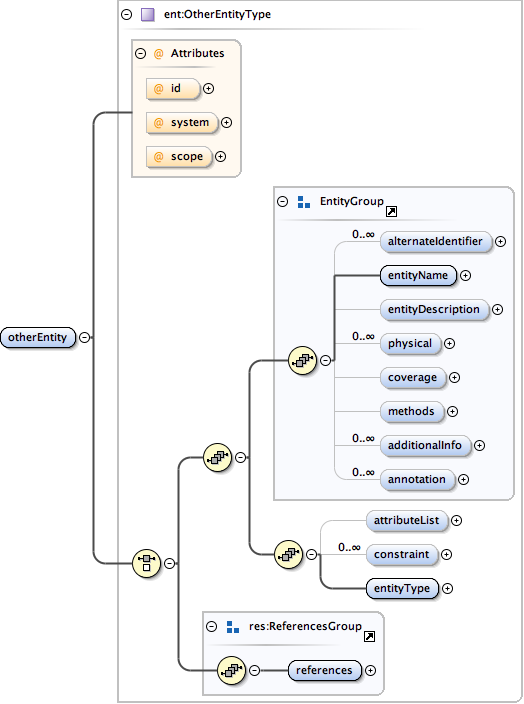 ent:OtherEntityType
@ Attributes
@ id
@ system
@ scope
EntityGroup
0..∞ alternateIdentifier
entityName
entityDescription
otherEntity
0..∞ physical
coverage
methods
0..∞ additionalInfo
0..∞ annotation
attributeList
0..∞ constraint
entityType
res:ReferencesGroup
references